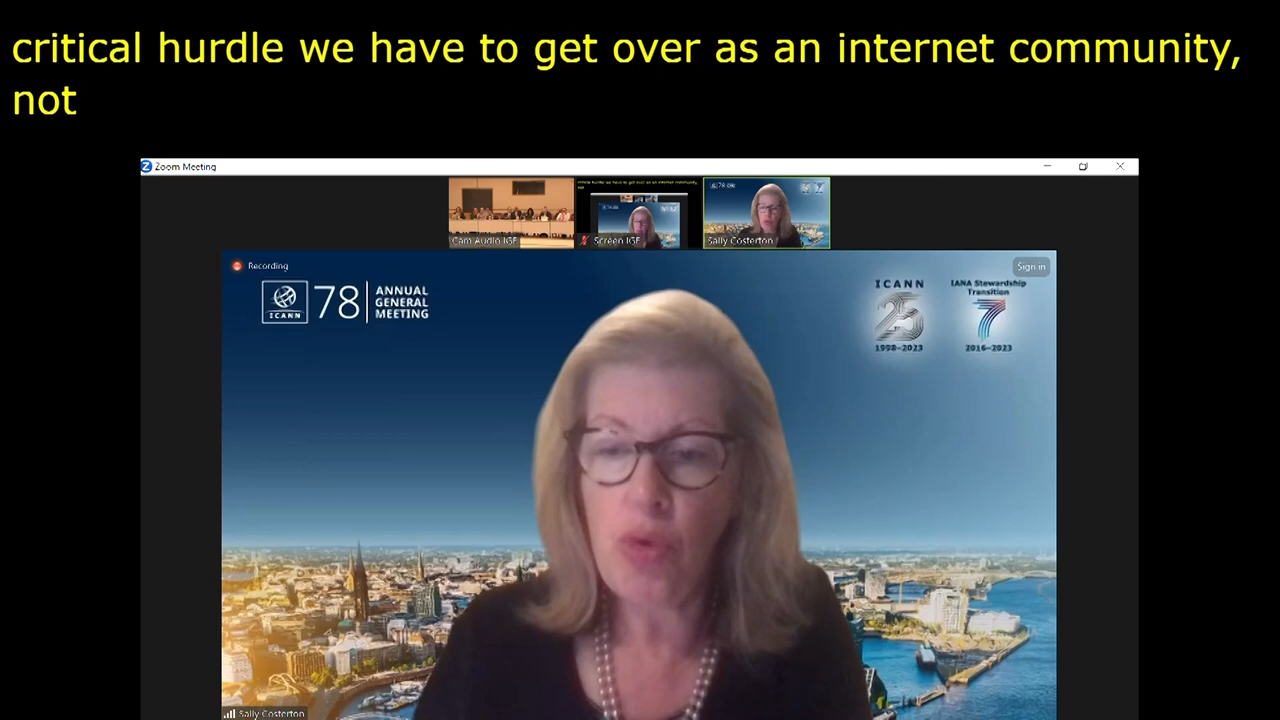 critical hurdle we have to get over as an internet community,
not
Zoom Meeting
Cam Audio IGF
Screen IGF
Sally Costerton
Recording
Sign in
ICANN
78
ANNUAL
GENERAL
MEETING
ICANN
25
1998–2023
IANA Stewardship
Transition
7
2016–2023
Sally Costerton